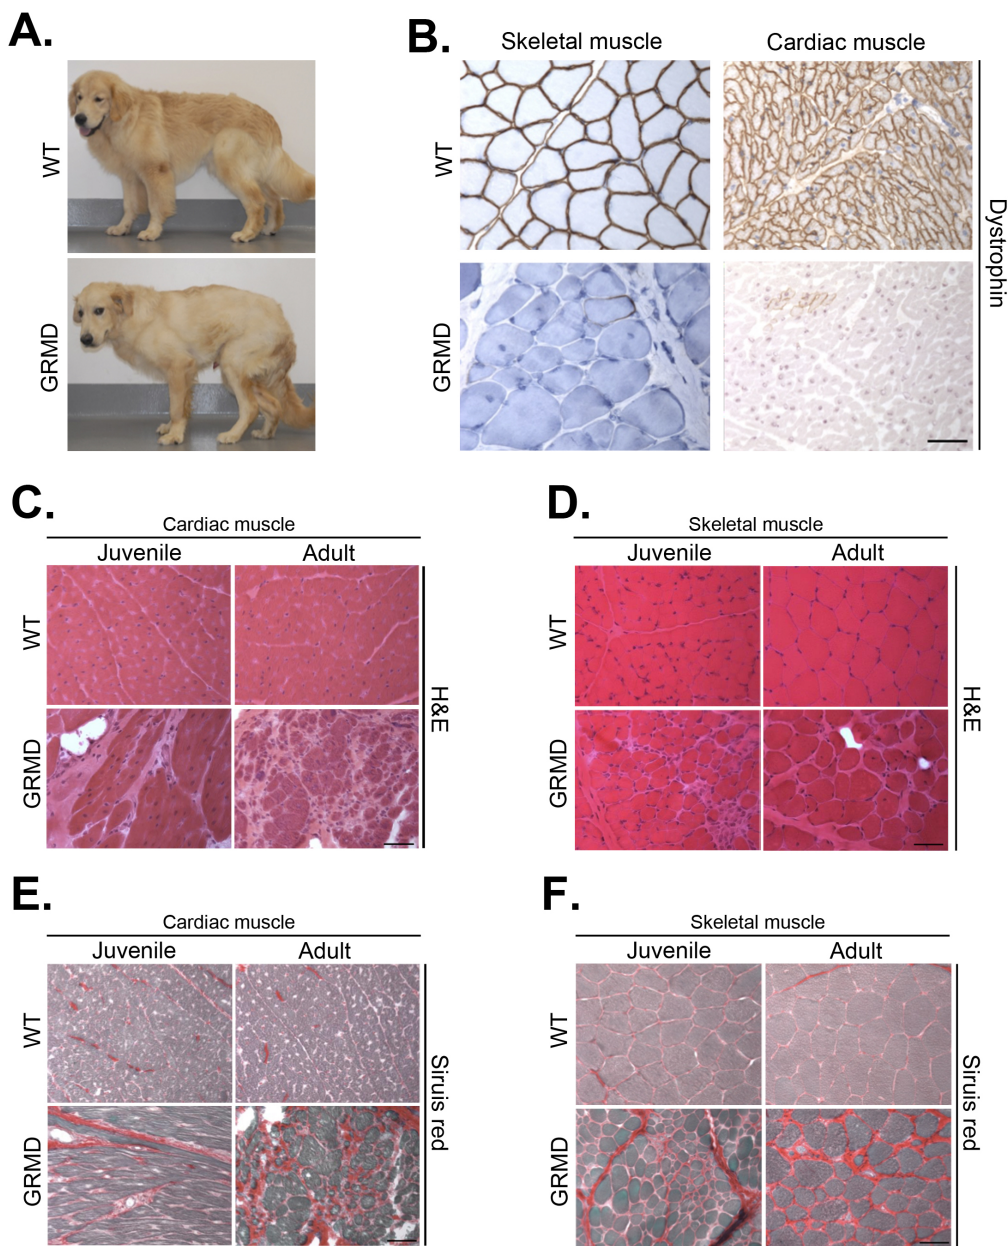 A.
WT
GRMD
B.
Skeletal muscle
Cardiac muscle
WT
GRMD
Dystrophin
C.
Cardiac muscle
Juvenile
Adult
WT
GRMD
H&E
D.
Skeletal muscle
Juvenile
Adult
WT
GRMD
H&E
E.
Cardiac muscle
Juvenile
Adult
WT
GRMD
Siruis red
F.
Skeletal muscle
Juvenile
Adult
WT
GRMD
Siruis red